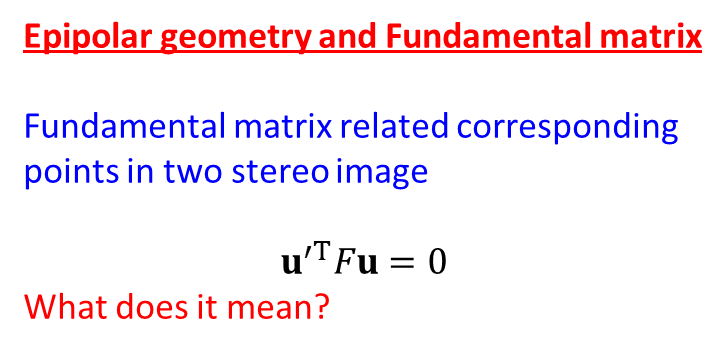 Epipolar geometry and Fundamental matrix
Fundamental matrix related corresponding
points in two stereo image
𝐮′ᵀ𝐹𝐮 = 0
What does it mean?